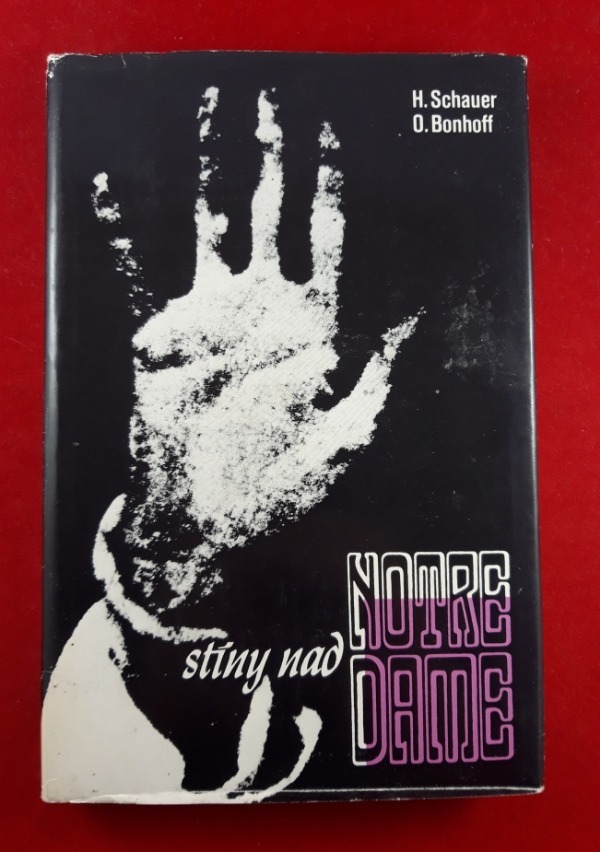 H. Schauer
O. Bonhoff
stíny nad
NOTRE
DAME